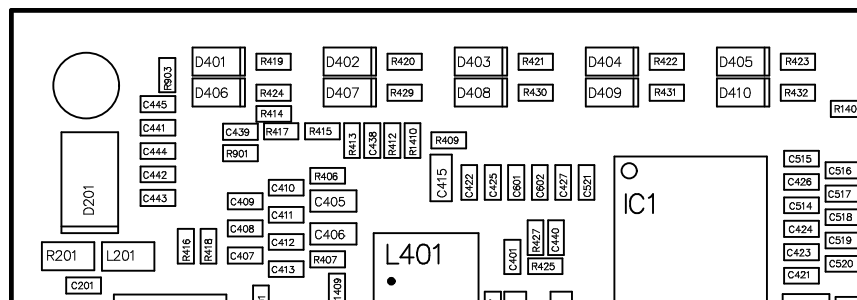 D401 R419 D402 R420 D403 R421 D404 R422 D405 R423
R903
D406 R424 D407 R429 D408 R430 D409 R431 D410 R432
C445
R414
R140
C441 C439 R417 R415 R413 C438 R412 R1410 R409
C444 R901
C515
C442 R406 C415 C422 C425 C601 C602 C427 C521 C426 C516
C443 C410
D201 C409 C405 IC1 C514 C517
C411
C408 C406 C424 C518
R416 R418 C412 R427 C440 C519
R201 L201 C407 R407 L401 C401 C423
C413 R425 C421 C520
C201
1409